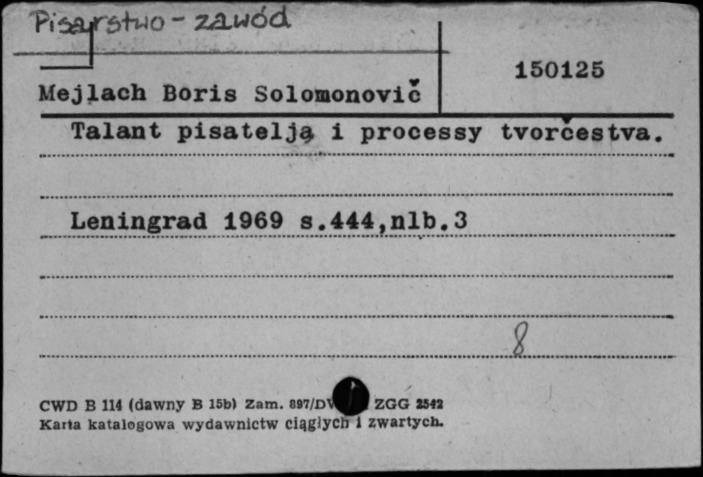 Pisarstwo - zawód
150125
Mejlach Boris Solomonovič
Talant pisatelja i processy tvorčestva.
Leningrad 1969 s.444,nlb.3
8
CWD B 114 (dawny B 15b) Zam. 897/D ZGG 2542
Karta katalogowa wydawnictw ciągłych i zwartych.